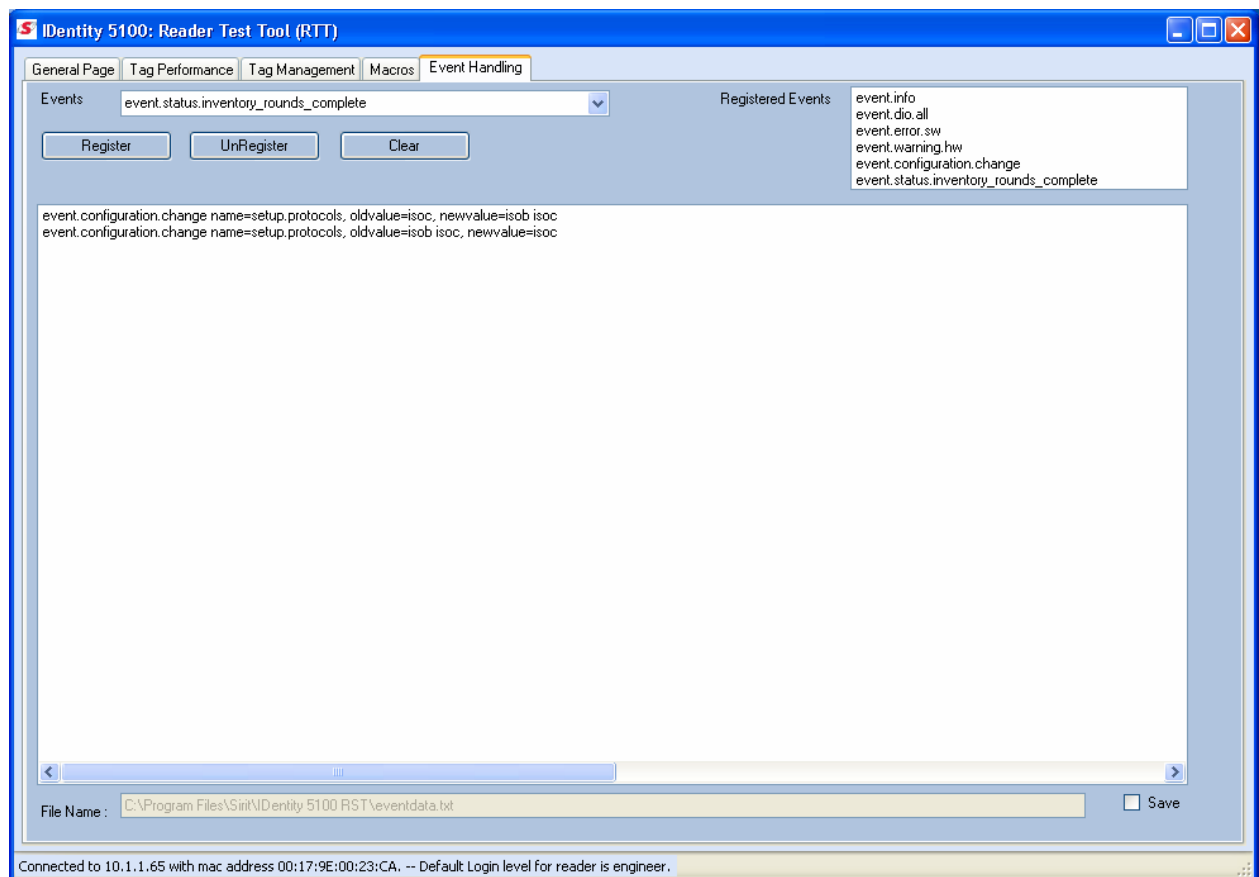 IDentity 5100: Reader Test Tool (RTT)
General Page Tag Performance Tag Management Macros Event Handling
Events event.status.inventory_rounds_complete
Register UnRegister Clear
Registered Events
event.info
event.dio.all
event.error.sw
event.warning.hw
event.configuration.change
event.status.inventory_rounds_complete
event.configuration.change name=setup.protocols, oldvalue=isoc, newvalue=isob isoc
event.configuration.change name=setup.protocols, oldvalue=isob isoc, newvalue=isoc
File Name : C:\Program Files\Sirit\IDentity 5100 RST\eventdata.txt Save
Connected to 10.1.1.65 with mac address 00:17:9E:00:23:CA. -- Default Login level for reader is engineer.